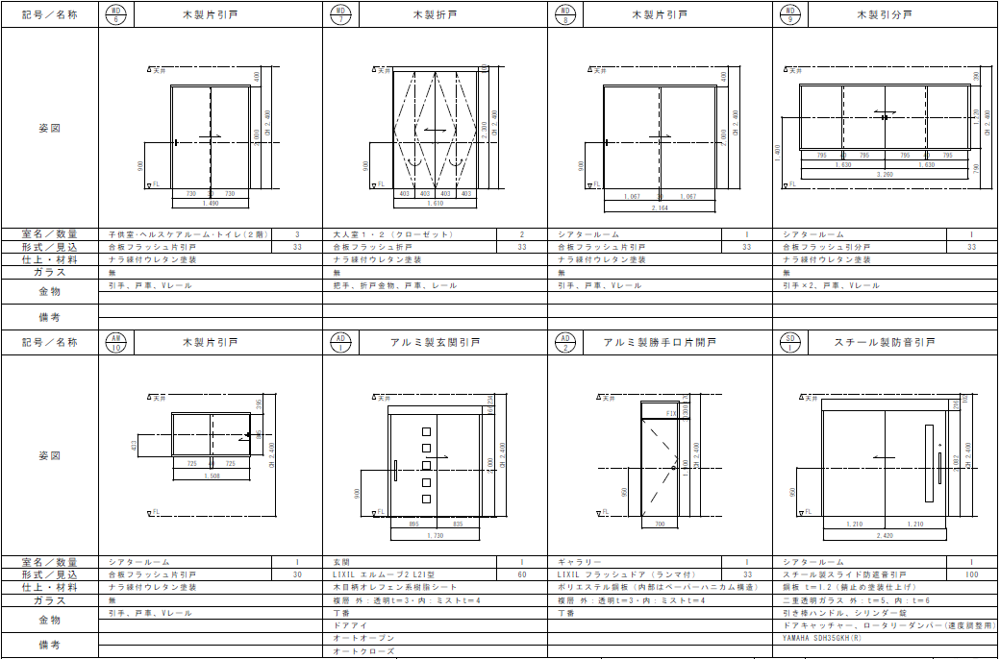 記号／名称
WD
6
木製片引戸
WD
7
木製折戸
WD
8
木製片引戸
WD
9
木製引分戸
姿図
天井
400
2,000
CH 2,400
900
FL
730
30
730
1,490
天井
100
2,300
CH 2,400
900
FL
403
403
403
403
1,610
天井
400
2,000
CH 2,400
900
FL
1,067
30
1,067
2,164
天井
390
1,220
790
CH 2,400
1,400
FL
795
40
795
795
40
795
1,630
1,630
3,260
室名／数量
子供室・ヘルスケアルーム・トイレ(２階)
3
大人室１・２（クローゼット）
2
シアタールーム
1
シアタールーム
1
形式／見込
合板フラッシュ片引戸
33
合板フラッシュ折戸
33
合板フラッシュ片引戸
33
合板フラッシュ引分戸
33
仕上・材料
ナラ練付ウレタン塗装
ナラ練付ウレタン塗装
ナラ練付ウレタン塗装
ナラ練付ウレタン塗装
ガラス
無
無
無
無
金物
引手、戸車、Vレール
把手、折戸金物、戸車、レール
引手、戸車、Vレール
引手×2、戸車、Vレール
備考
記号／名称
AW
10
木製片引戸
AD
1
アルミ製玄関引戸
AD
2
アルミ製勝手口片開戸
SD
1
スチール製防音引戸
姿図
天井
395
CH 2,400
433
FL
725
40
725
1,508
天井
234
166
2,000
CH 2,400
900
FL
895
835
1,730
天井
FIX
CH 2,400
950
FL
700
天井
102
216
CH 2,400
950
FL
1,210
1,210
2,420
室名／数量
シアタールーム
1
玄関
1
ギャラリー
1
シアタールーム
1
形式／見込
合板フラッシュ片引戸
30
LIXIL エルムーブ2 L21型
60
LIXIL フラッシュドア（ランマ付）
33
スチール製スライド防遮音引戸
100
仕上・材料
ナラ練付ウレタン塗装
木目柄オレフェン系樹脂シート
ポリエステル鋼板（内部はペーパーハニカム構造）
鋼板 t＝1.2（錆止め塗装仕上げ）
ガラス
無
複層 外：透明t＝3・内：ミストt＝4
複層 外：透明t＝3・内：ミストt＝4
二重透明ガラス 外：t＝5、内：t＝6
金物
引手、戸車、Vレール
丁番
丁番
引き棒ハンドル、シリンダー錠
ドアアイ
ドアキャッチャー、ロータリーダンパー(速度調整用)
備考
オートオープン
YAMAHA SDH35GKH(R)
オートクローズ